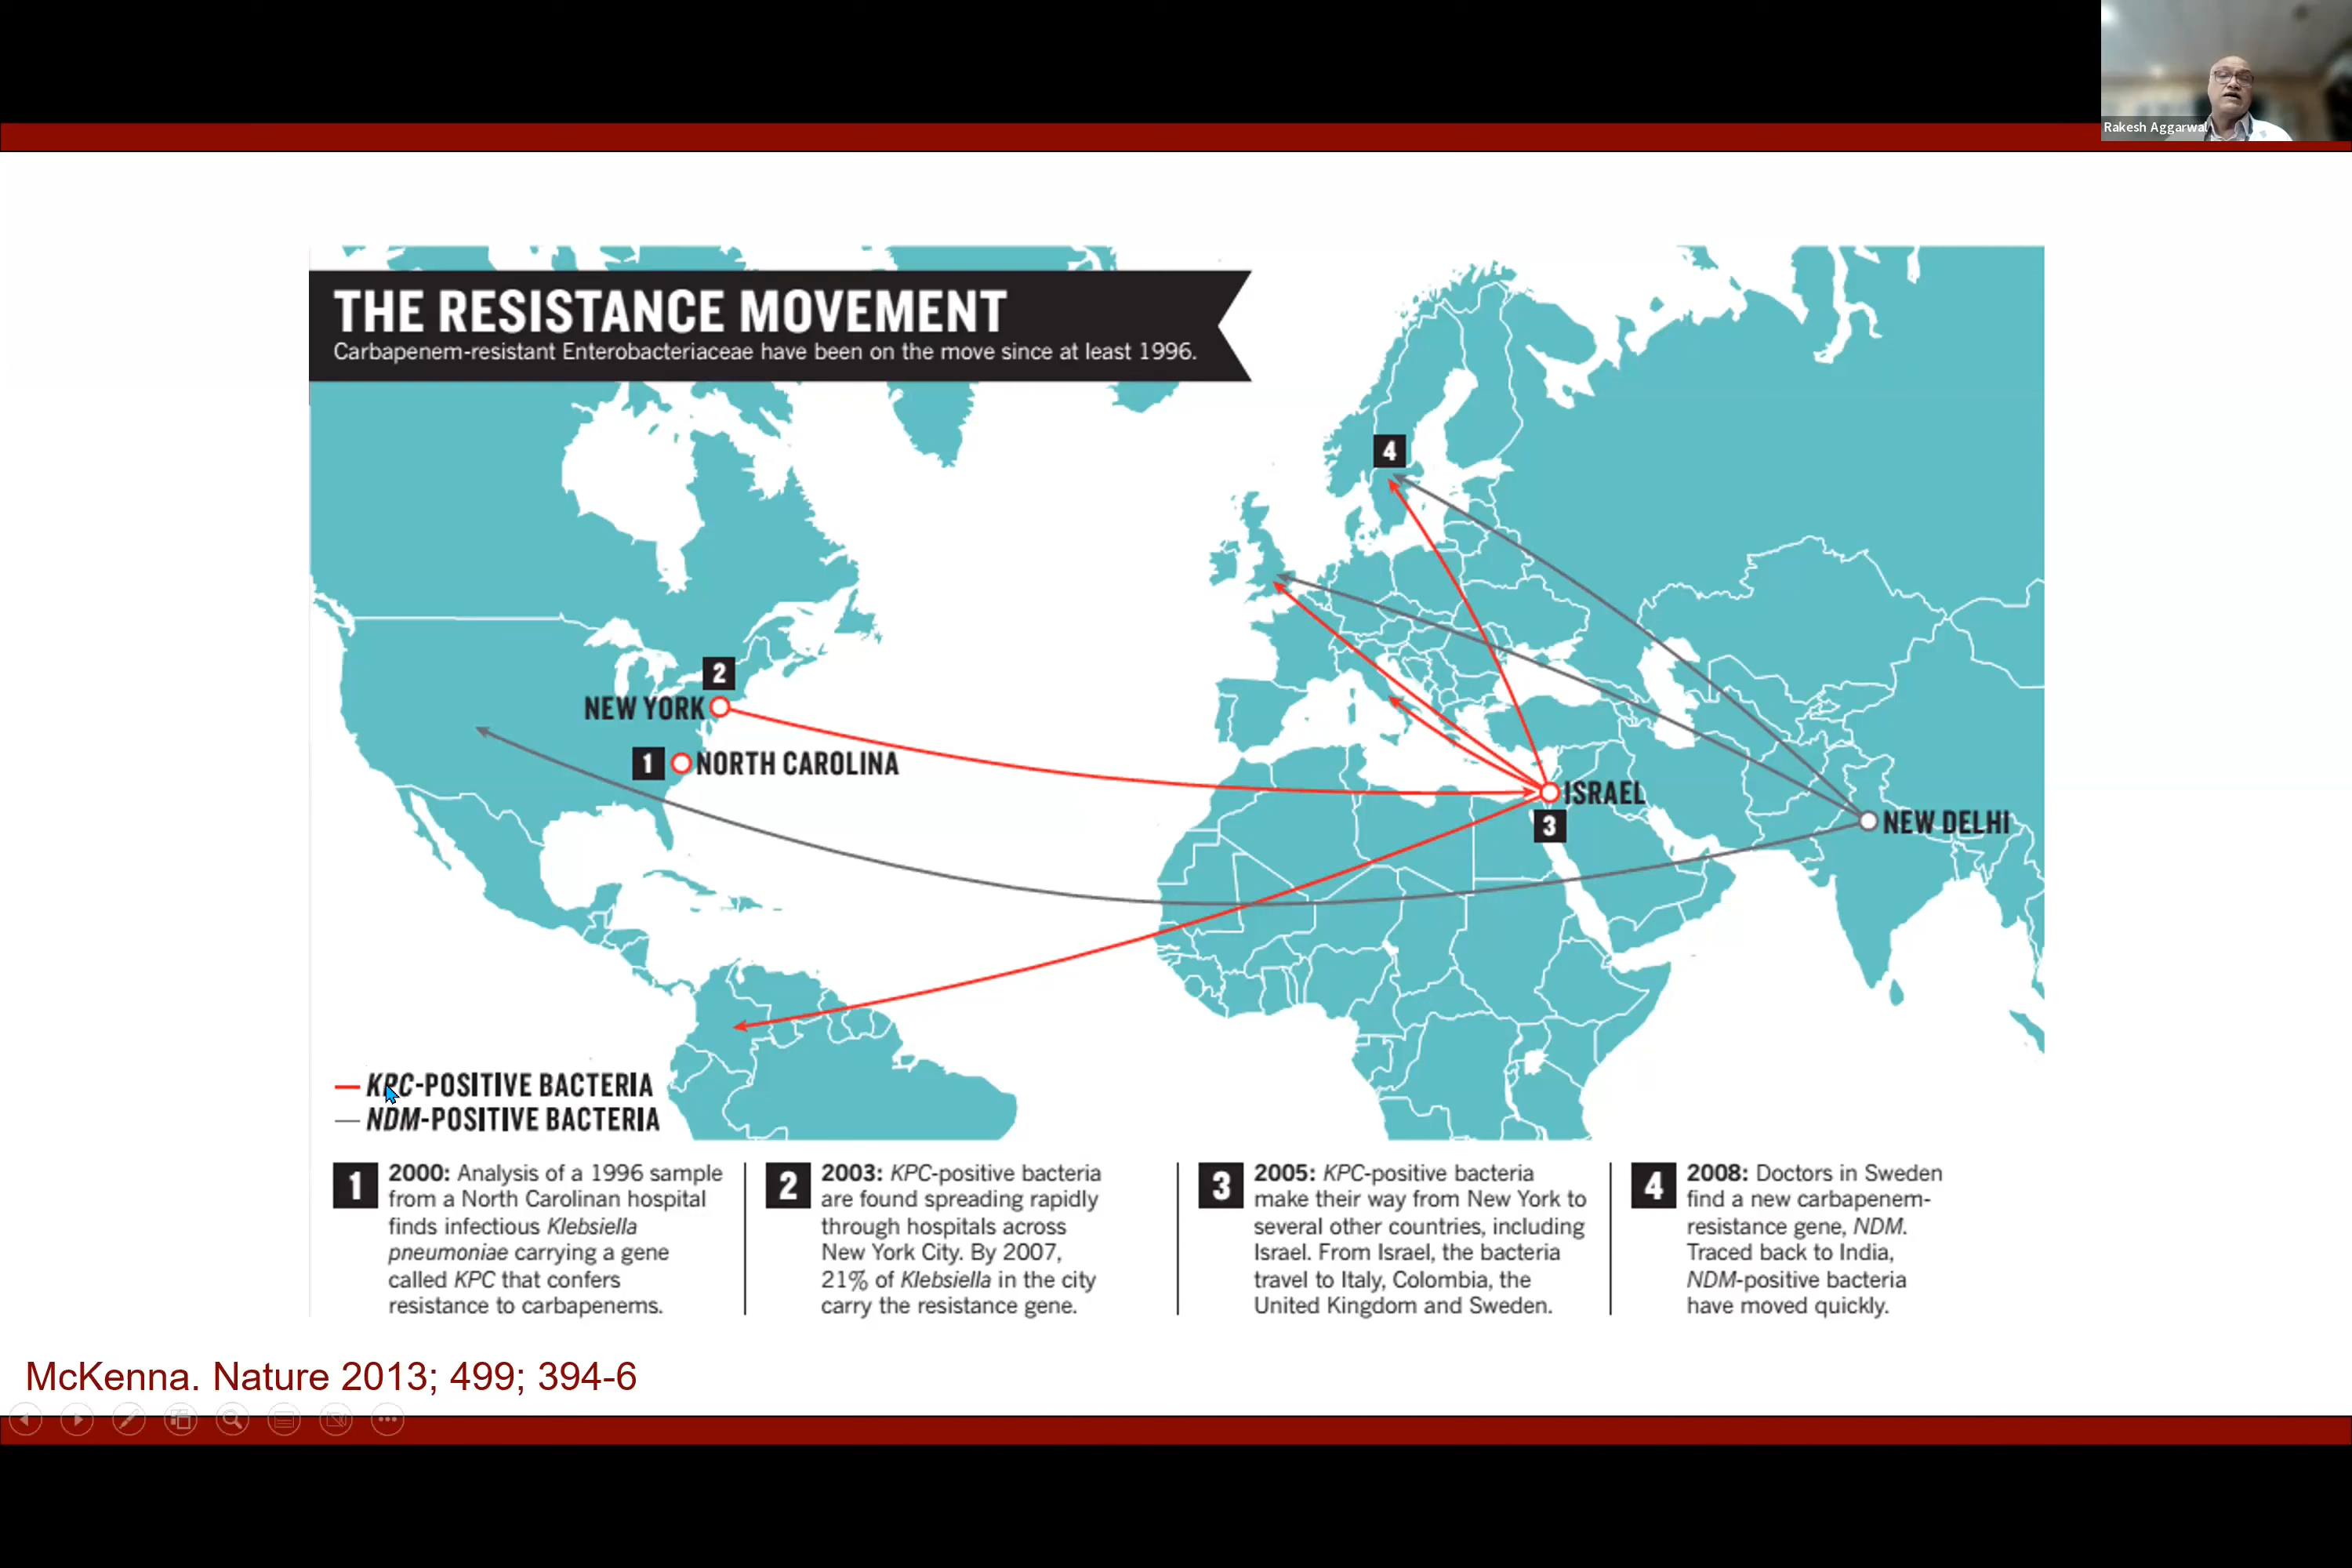 Rakesh Aggarwal
THE RESISTANCE MOVEMENT
Carbapenem-resistant Enterobacteriaceae have been on the move since at least 1996.
4
2
NEW YORK
1 NORTH CAROLINA
ISRAEL
3
NEW DELHI
KPC-POSITIVE BACTERIA
NDM-POSITIVE BACTERIA
1
2000: Analysis of a 1996 sample
from a North Carolinan hospital
finds infectious Klebsiella
pneumoniae carrying a gene
called KPC that confers
resistance to carbapenems.
2
2003: KPC-positive bacteria
are found spreading rapidly
through hospitals across
New York City. By 2007,
21% of Klebsiella in the city
carry the resistance gene.
3
2005: KPC-positive bacteria
make their way from New York to
several other countries, including
Israel. From Israel, the bacteria
travel to Italy, Colombia, the
United Kingdom and Sweden.
4
2008: Doctors in Sweden
find a new carbapenem-
resistance gene, NDM.
Traced back to India,
NDM-positive bacteria
have moved quickly.
McKenna. Nature 2013; 499; 394-6